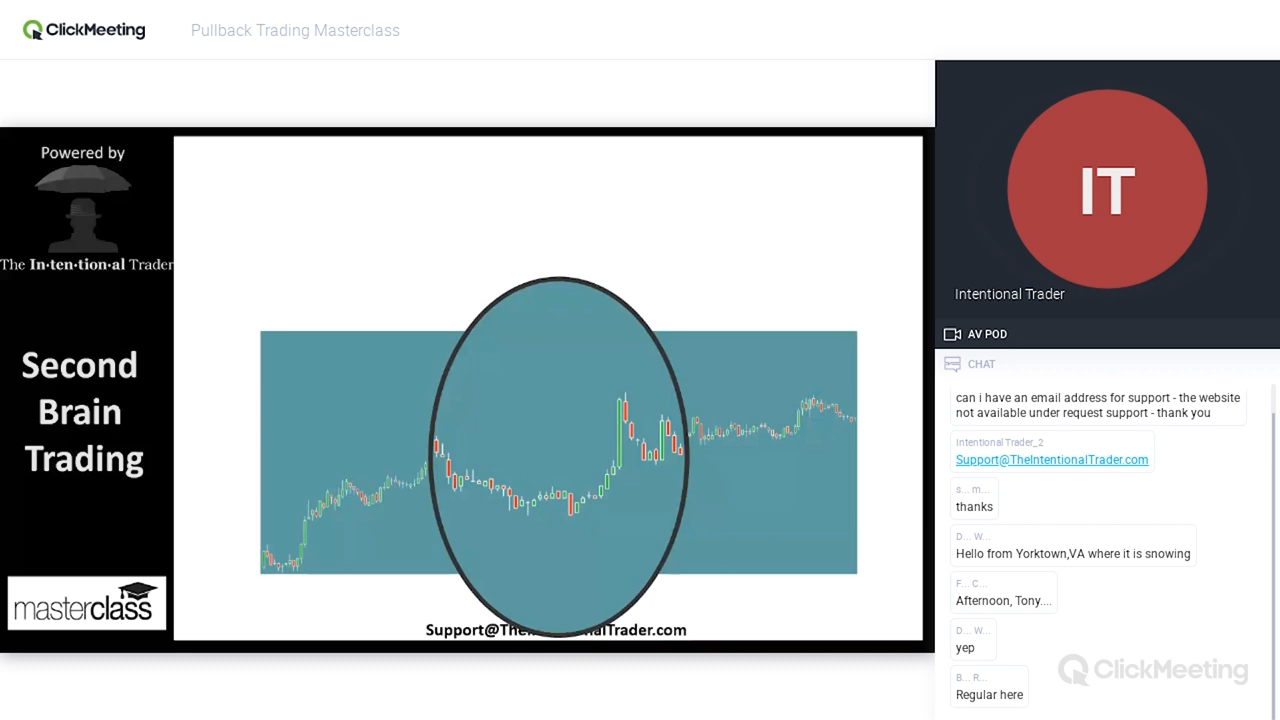 ClickMeeting
Pullback Trading Masterclass
Powered by
The In·ten·tion·al Trader
Second
Brain
Trading
masterclass
Support@The alTrader.com
IT
Intentional Trader
AV POD
CHAT
can i have an email address for support - the website
not available under request support - thank you
Intentional Trader_2
Support@TheIntentionalTrader.com
s... m...
thanks
D... W...
Hello from Yorktown,VA where it is snowing
F... C...
Afternoon, Tony....
D... W...
yep
B... R...
Regular here
ClickMeeting